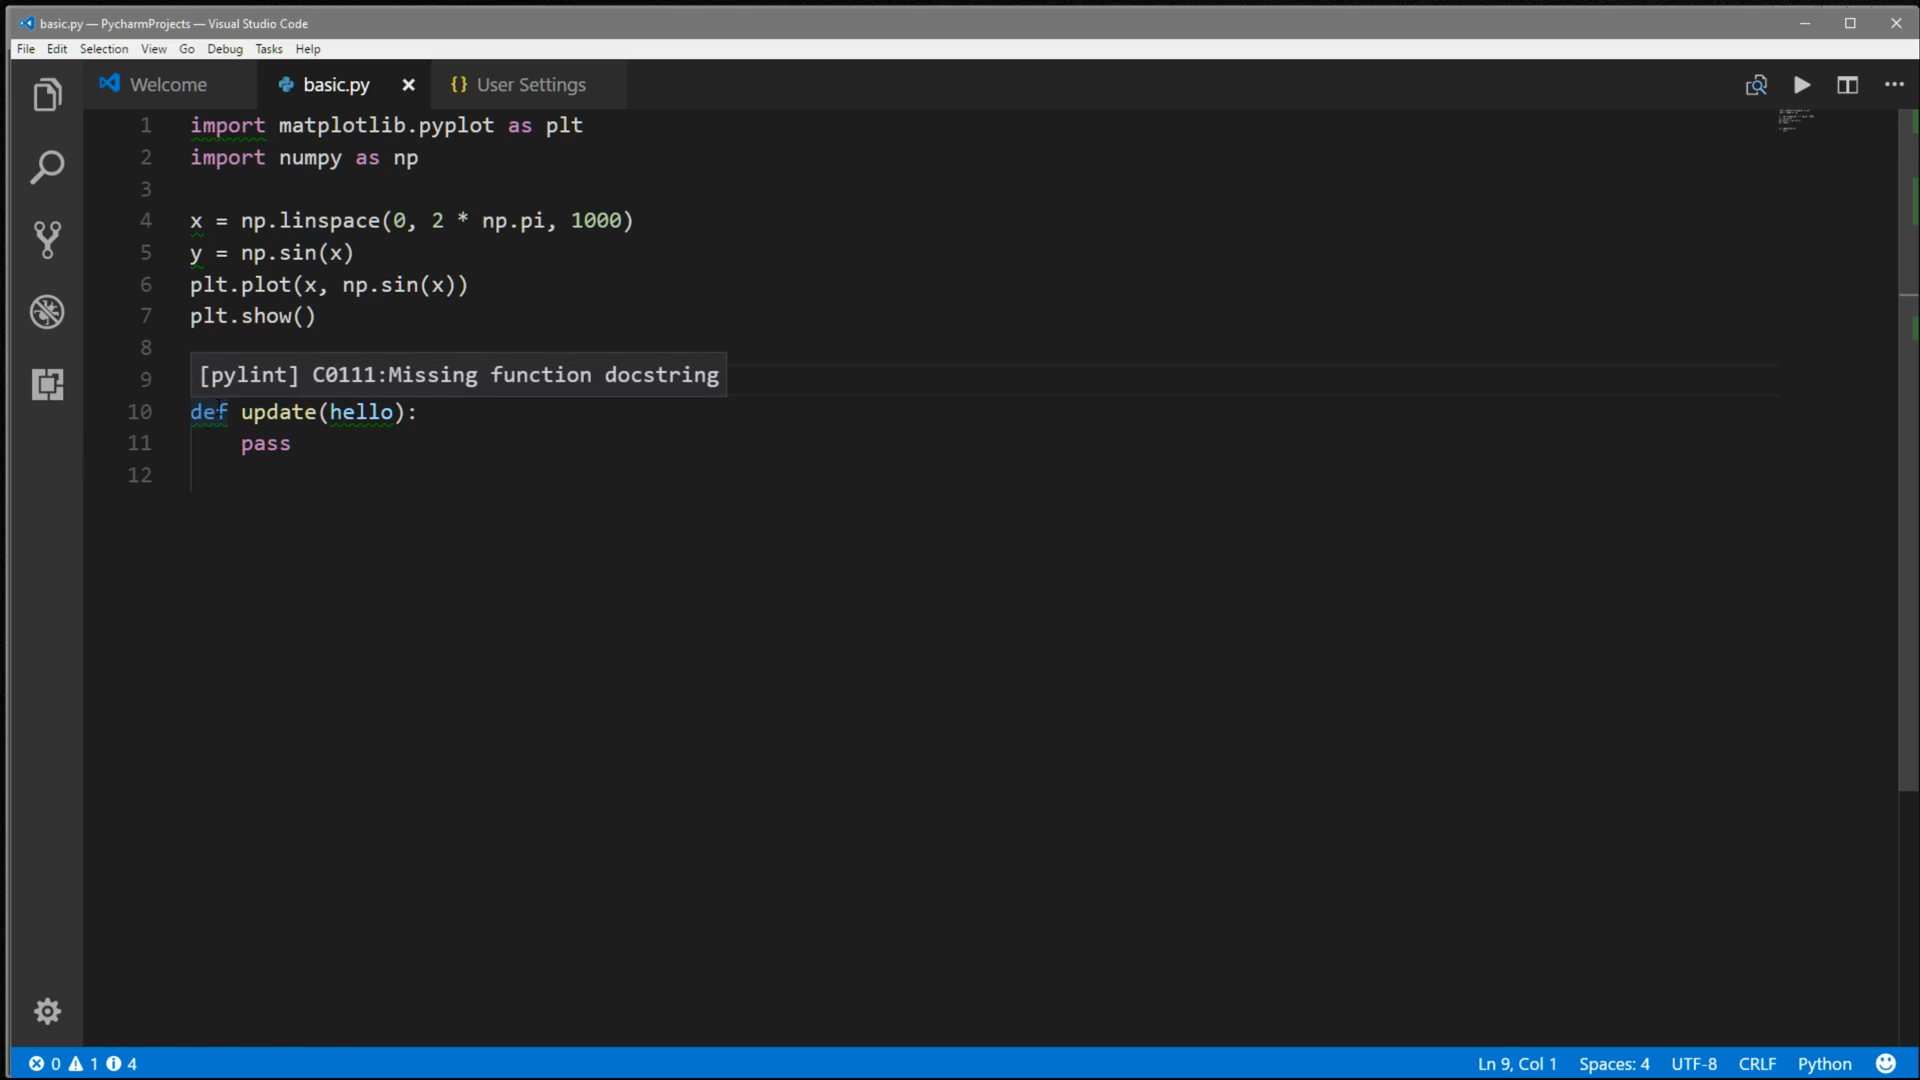 basic.py — PycharmProjects — Visual Studio Code
File Edit Selection View Go Debug Tasks Help
Welcome basic.py {} User Settings
1 import matplotlib.pyplot as plt
2 import numpy as np
3
4 x = np.linspace(0, 2 * np.pi, 1000)
5 y = np.sin(x)
6 plt.plot(x, np.sin(x))
7 plt.show()
8
[pylint] C0111:Missing function docstring
9
10 def update(hello):
11 pass
12
0 1 4 Ln 9, Col 1 Spaces: 4 UTF-8 CRLF Python